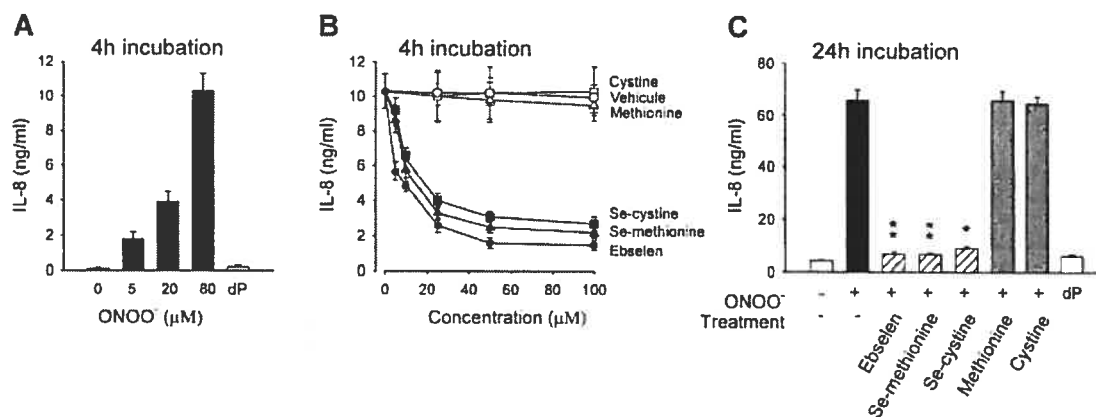 A
4h incubation
IL-8 (ng/ml)
12
10
8
6
4
2
0
0 5 20 80 dP
ONOO⁻ (µM)
B
4h incubation
IL-8 (ng/ml)
12
10
8
6
4
2
0
Cystine
Vehicule
Methionine
Se-cystine
Se-methionine
Ebselen
0 20 40 60 80 100
Concentration (µM)
C
24h incubation
IL-8 (ng/ml)
80
60
40
20
0
** ** *
ONOO⁻ - + + + + + + dP
Treatment - - Ebselen Se-methionine Se-cystine Methionine Cystine